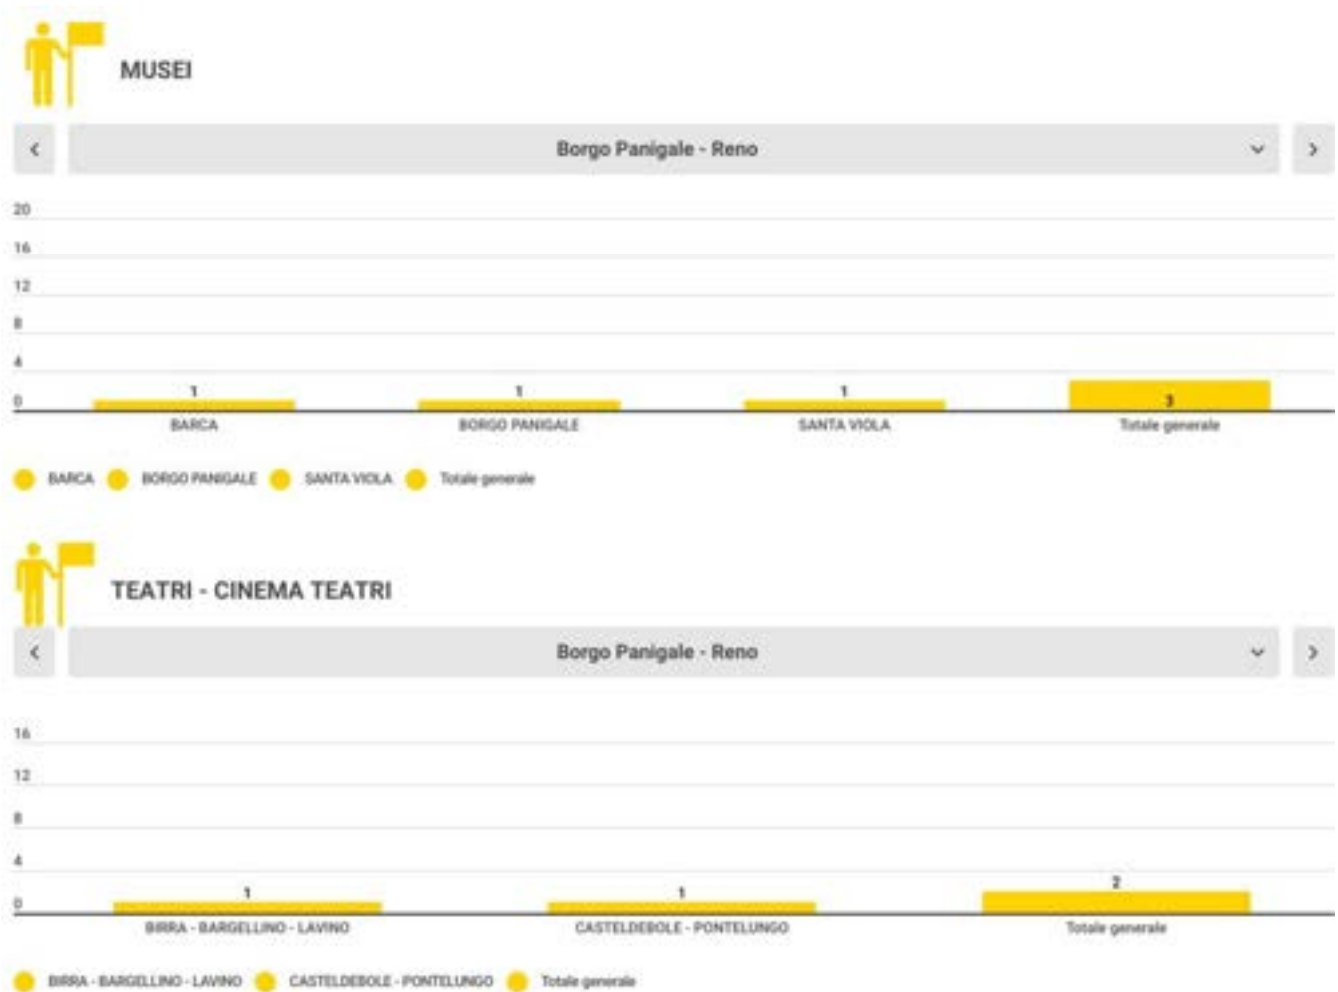 MUSEI
Borgo Panigale - Reno
20
16
12
8
4
0
1 1 1 3
BARCA BORGO PANIGALE SANTA VIOLA Totale generale
BARCA BORGO PANIGALE SANTA VIOLA Totale generale
TEATRI - CINEMA TEATRI
Borgo Panigale - Reno
16
12
8
4
0
1 1 2
BIRRA - BARGELLINO - LAVINO CASTELDEBOLE - PONTELUNGO Totale generale
BIRRA - BARGELLINO - LAVINO CASTELDEBOLE - PONTELUNGO Totale generale